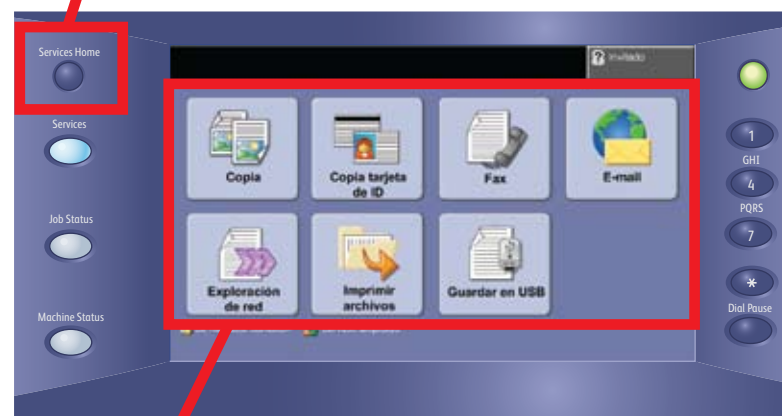 Services Home
Services
Job Status
Machine Status
Invitado
Copia
Copia tarjeta
de ID
Fax
E-mail
Exploración
de red
Imprimir
archivos
Guardar en USB
1
GHI
4
PQRS
7
*
Dial Pause